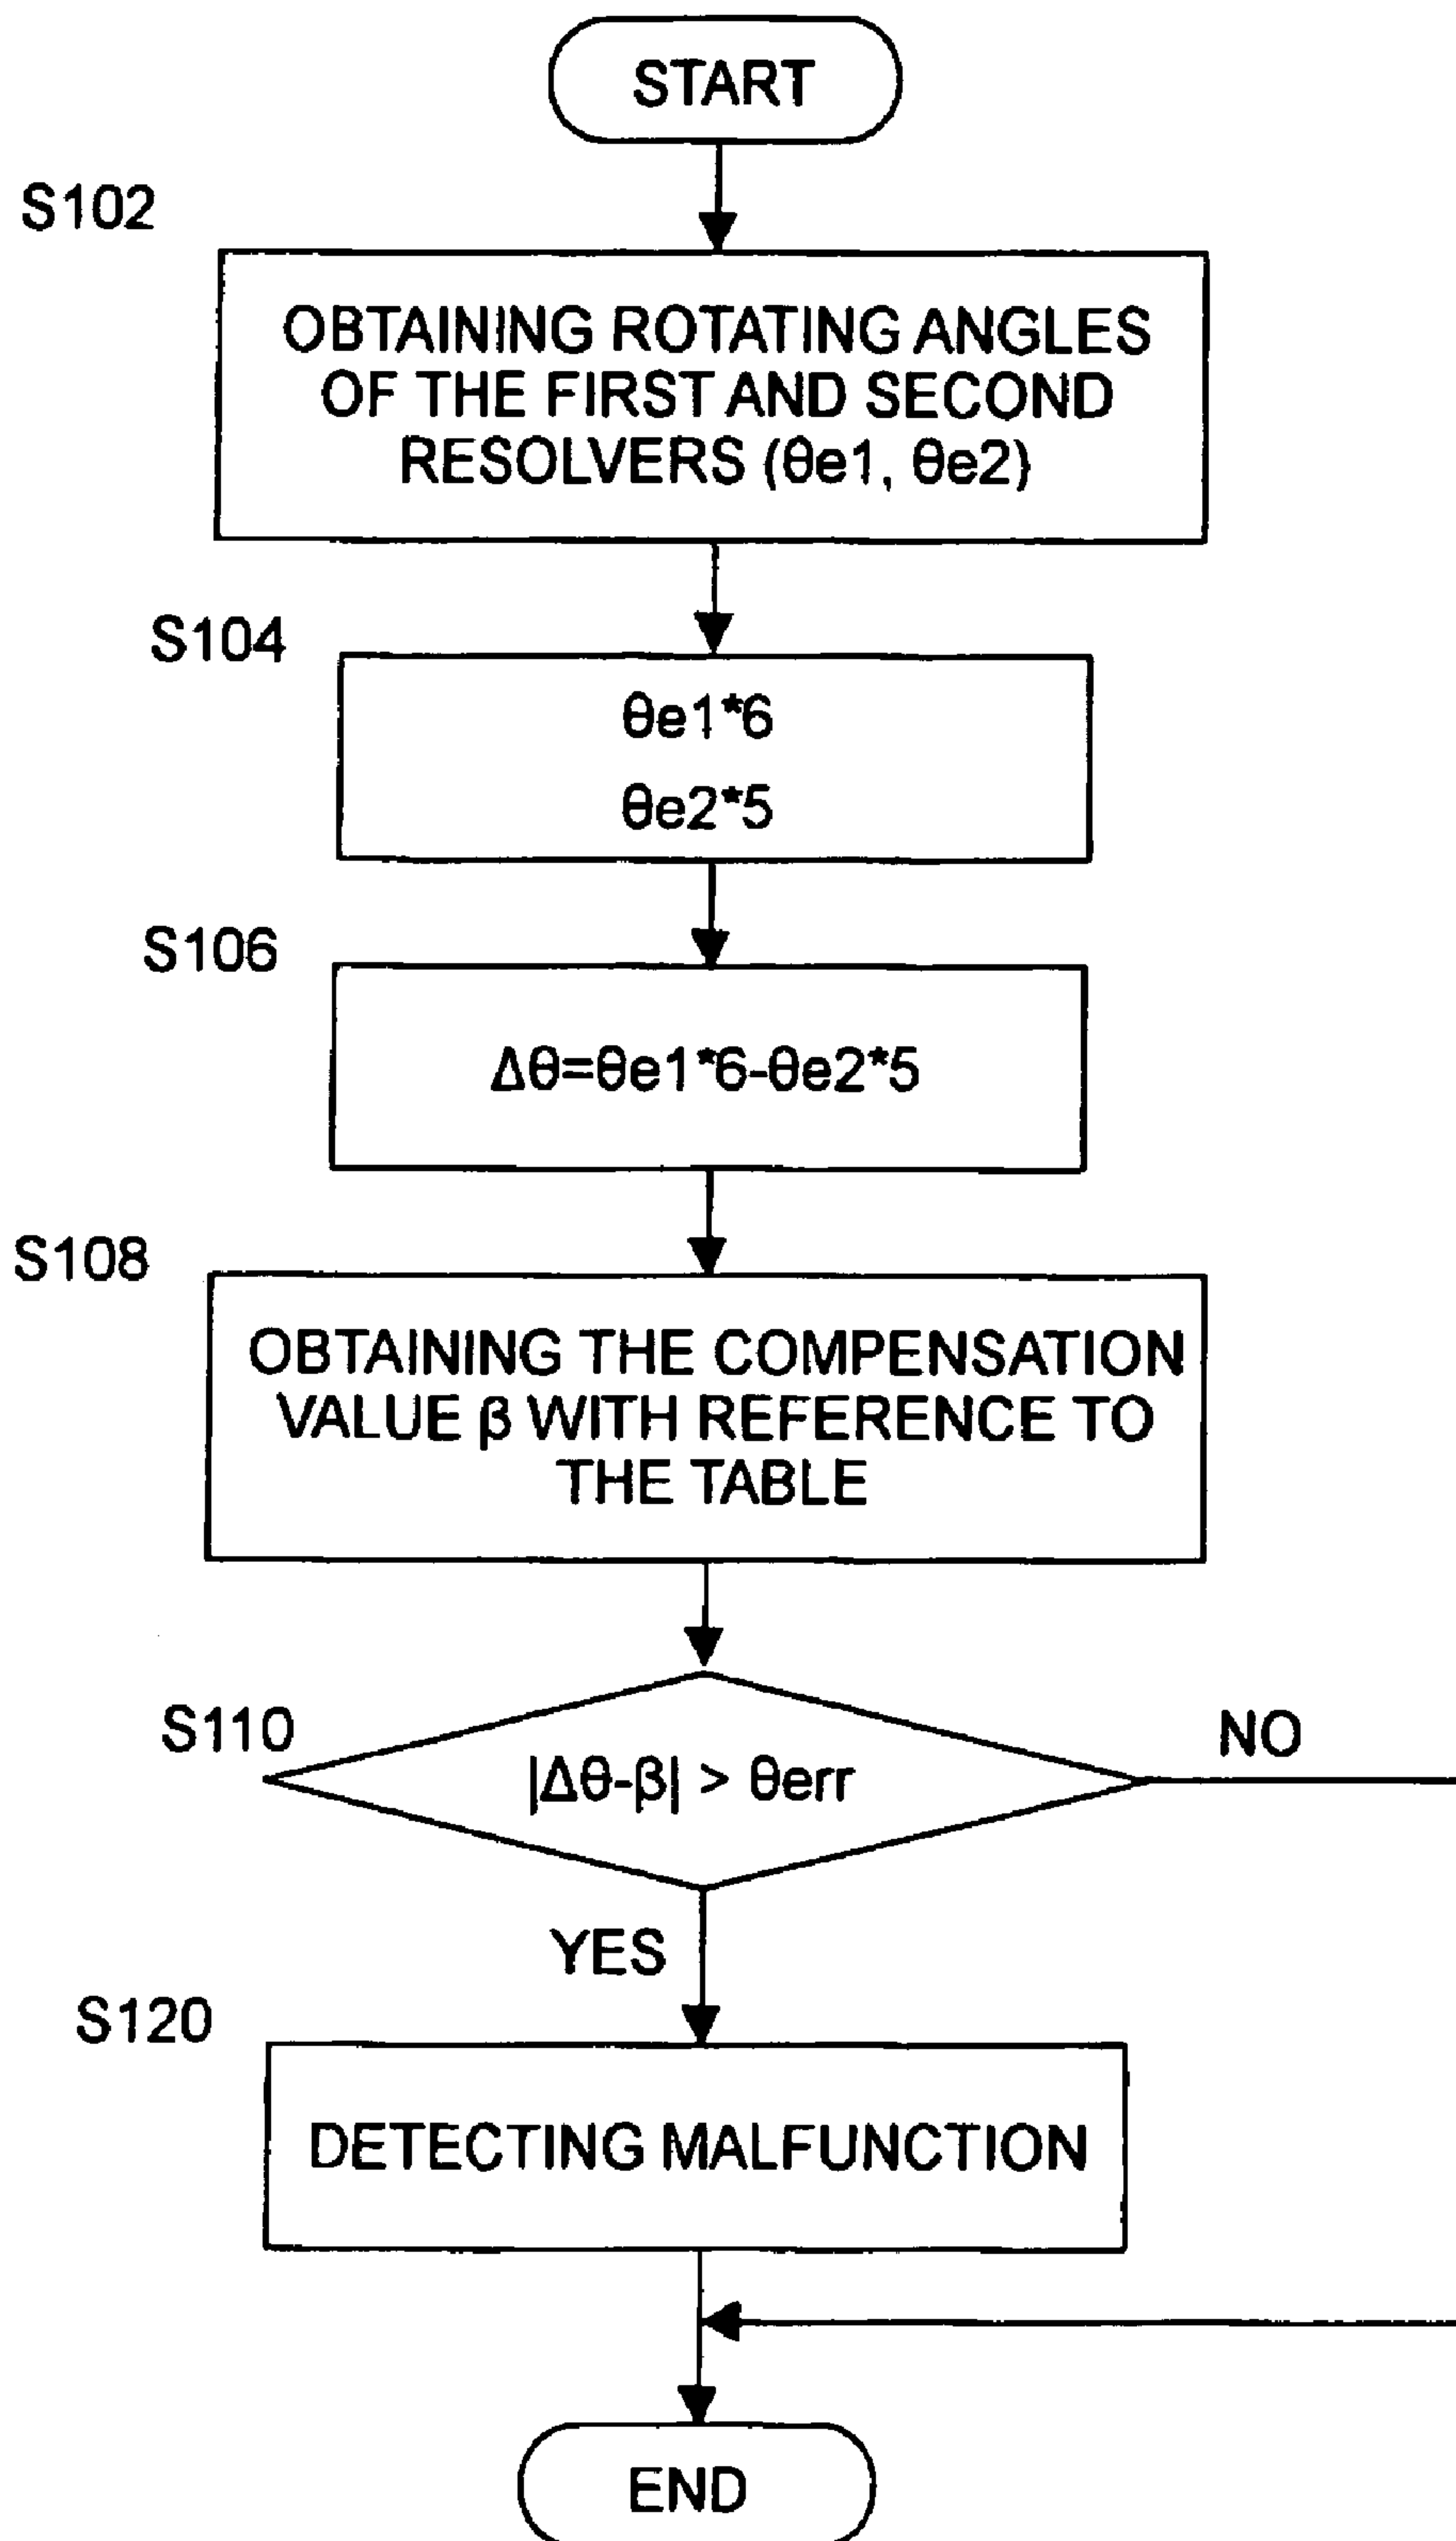 START
S102
OBTAINING ROTATING ANGLES
OF THE FIRST AND SECOND
RESOLVERS (θe1, θe2)
S104
θe1*6
θe2*5
S106
Δθ=θe1*6-θe2*5
S108
OBTAINING THE COMPENSATION
VALUE β WITH REFERENCE TO
THE TABLE
S110
|Δθ-β| > θerr
NO
YES
S120
DETECTING MALFUNCTION
END